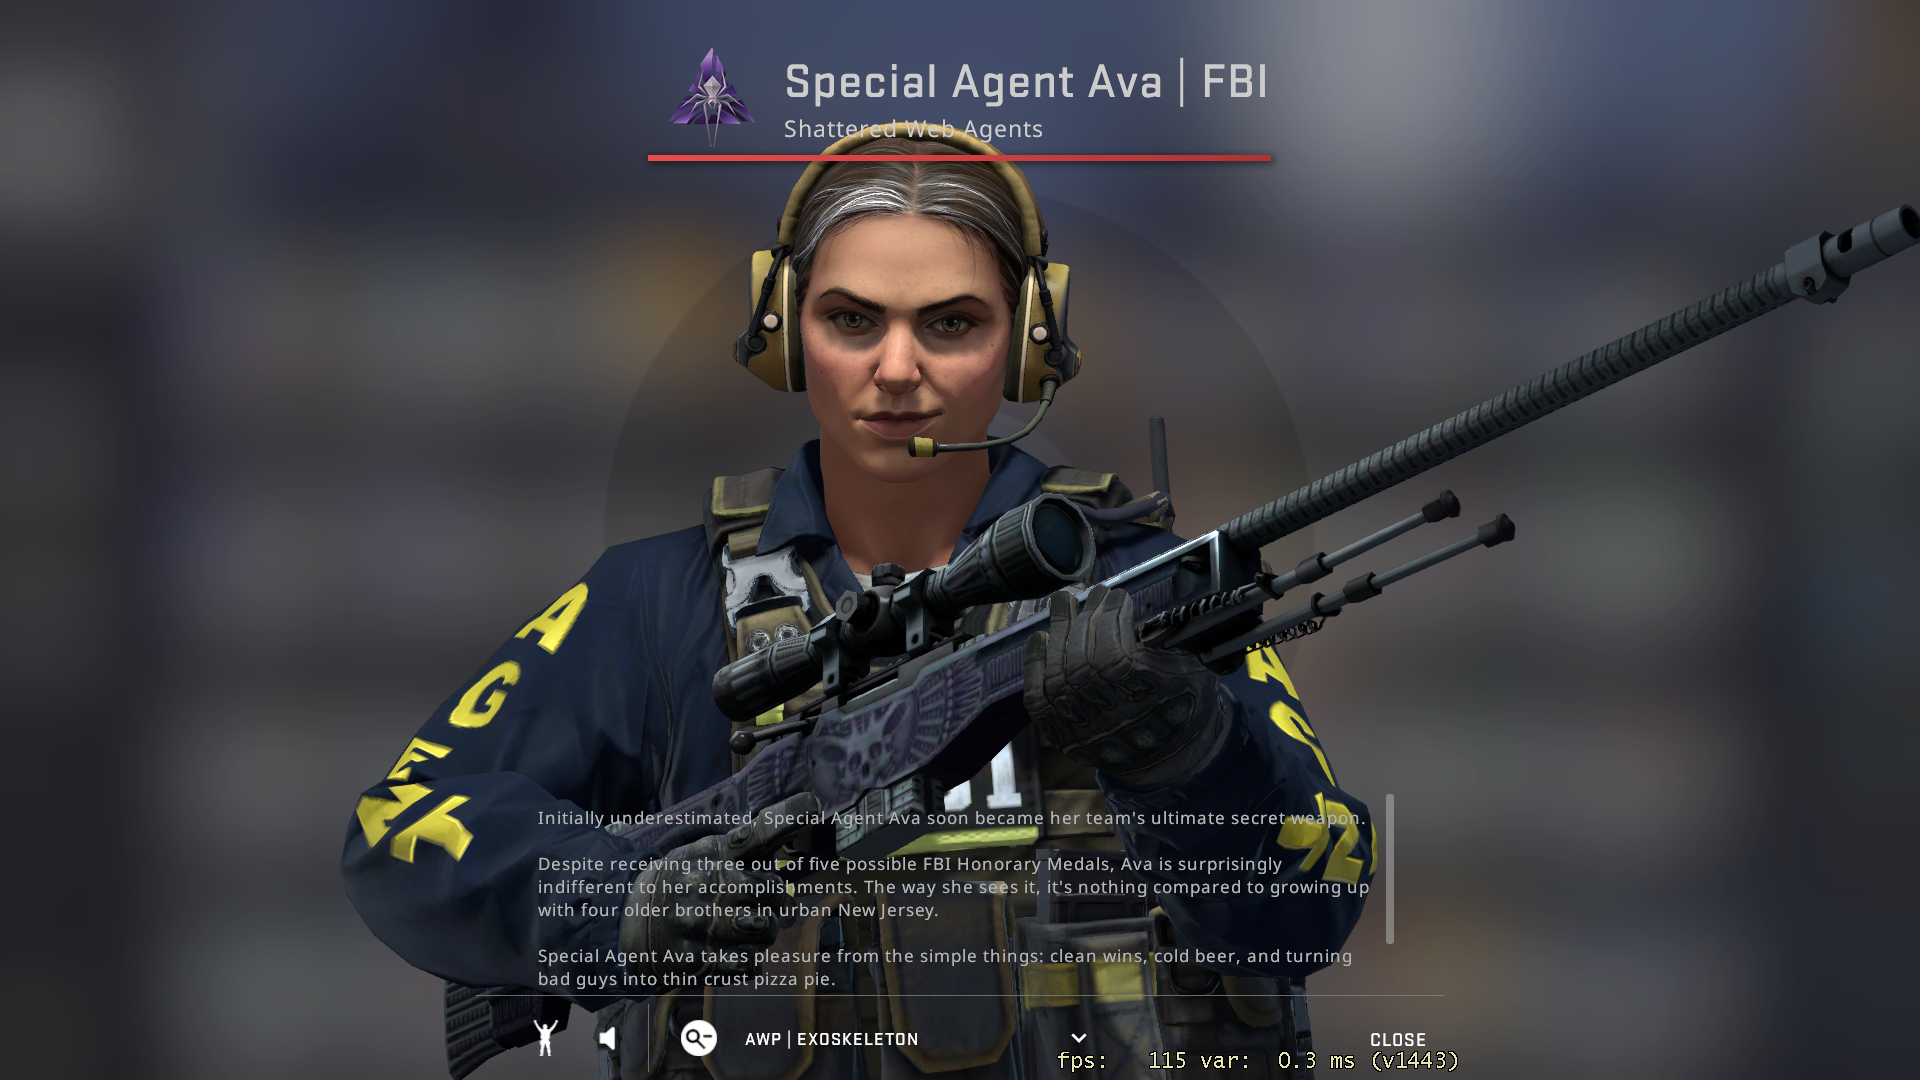 Special Agent Ava | FBI
Shattered Web Agents
AGENT
BI
Initially underestimated, Special Agent Ava soon became her team's ultimate secret weapon.
Despite receiving three out of five possible FBI Honorary Medals, Ava is surprisingly
indifferent to her accomplishments. The way she sees it, it's nothing compared to growing up
with four older brothers in urban New Jersey.
Special Agent Ava takes pleasure from the simple things: clean wins, cold beer, and turning
bad guys into thin crust pizza pie.
AWP | EXOSKELETON
CLOSE
fps: 115 var: 0.3 ms (v1443)